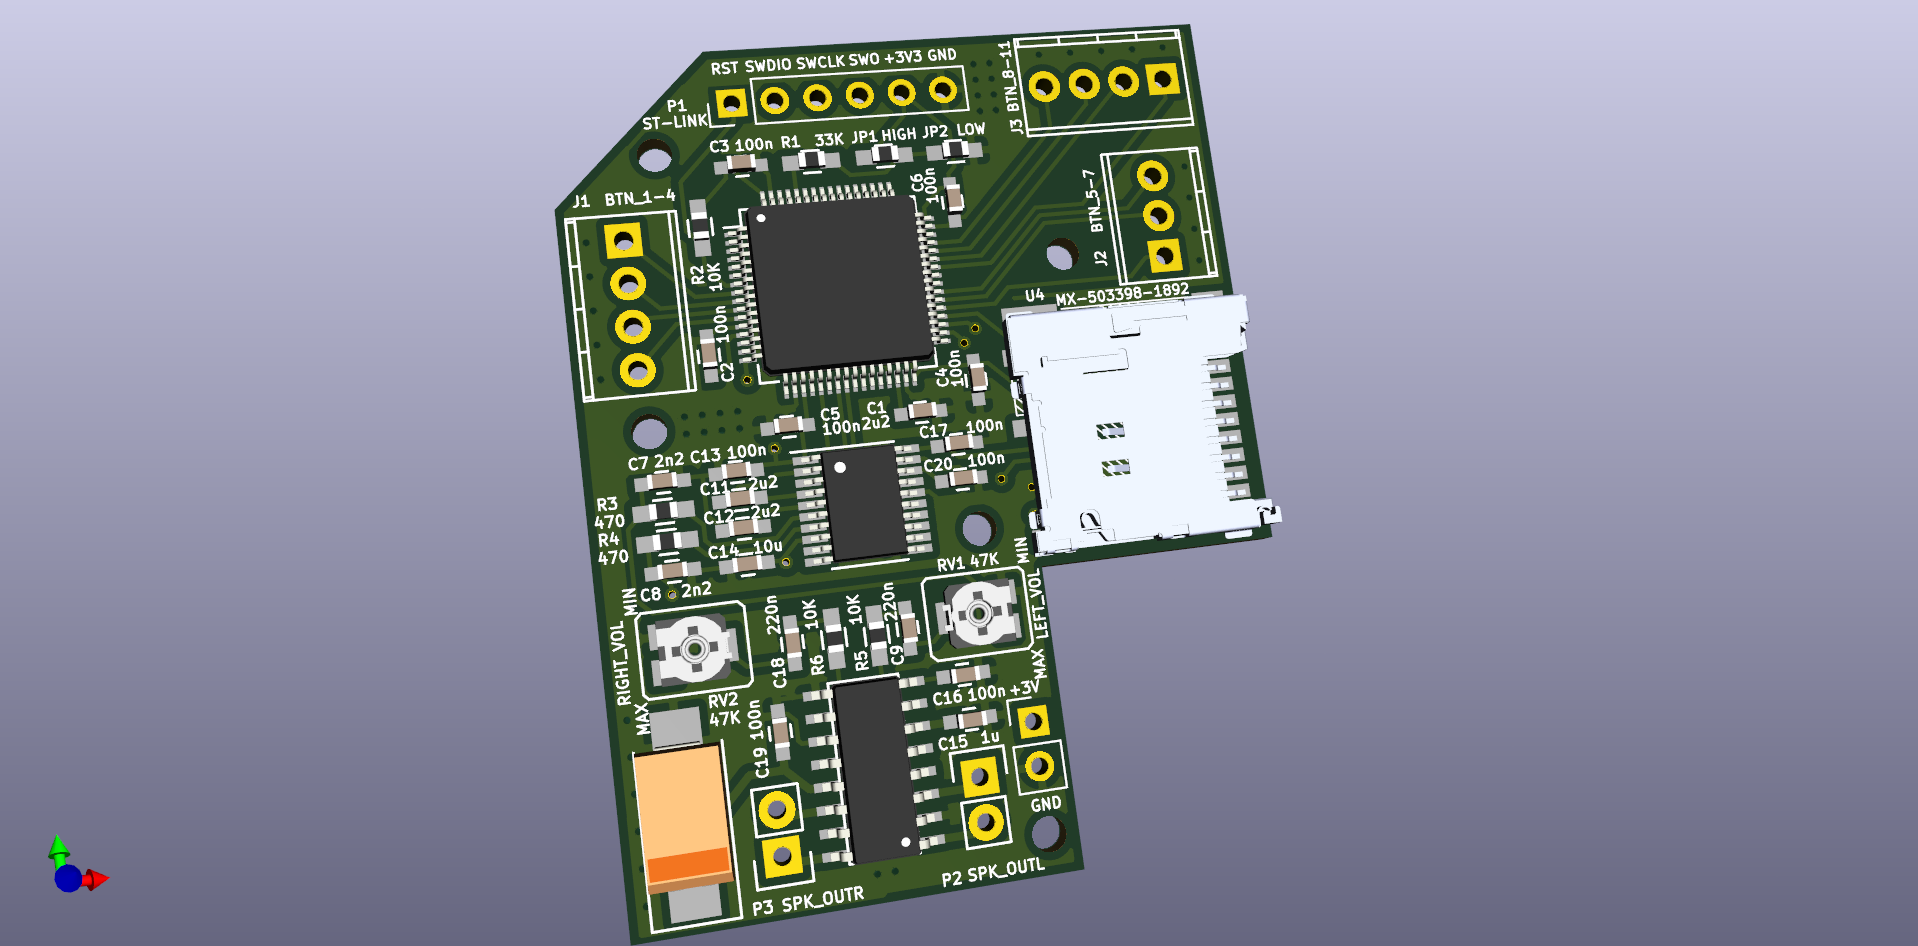 RST SWDIO SWCLK SWO +3V3 GND
P1
ST-LINK
J3 BTN_8-11
C3 100n R1 33K JP1 HIGH JP2 LOW
C6
100n
J1 BTN_1-4
J2 BTN_5-7
R2
10K
U4 MX-503398-1892
C2 100n
C4
100n
C5
100n
C1
2u2
C17 100n
C20 100n
C7 2n2
C13 100n
C11 2u2
C12 2u2
C14 10u
R3
470
R4
470
C8 2n2
RV1 47K
MIN
LEFT_VOL
MAX
MIN
RIGHT_VOL
MAX
C18 220n
R6 10K
R5 10K
C9 220n
RV2
47K
C16 100n
+3V
C19 100n
C15 1u
GND
P2 SPK_OUTL
P3 SPK_OUTR